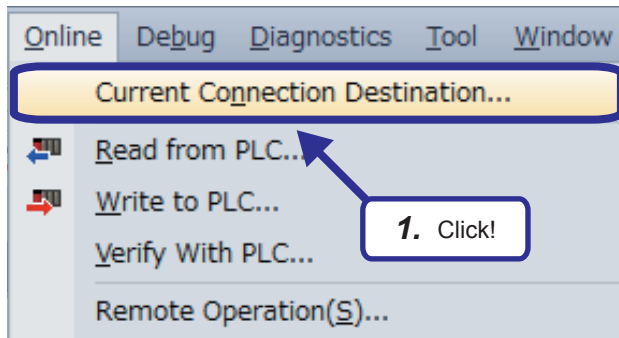 Online Debug Diagnostics Tool Window
Current Connection Destination...
Read from PLC...
Write to PLC...
1. Click!
Verify With PLC...
Remote Operation(S)...